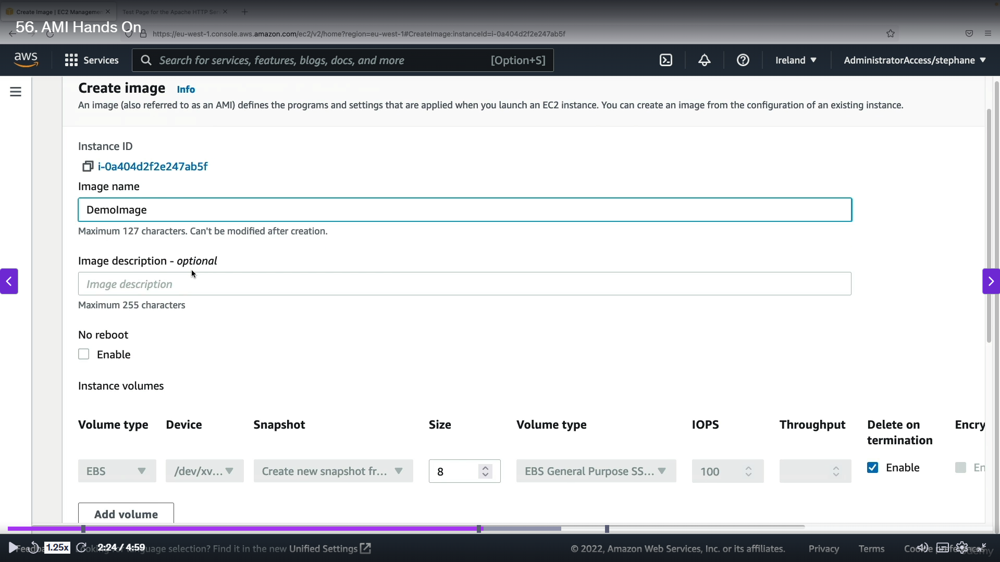 Create Image | EC2 Managemen
Test Page for the Apache HTTP Ser
56. AMI Hands On
https://eu-west-1.console.aws.amazon.com/ec2/v2/home?region=eu-west-1#CreateImage:instanceId=i-0a404d2f2e247ab5f
aws
Services
Search for services, features, blogs, docs, and more
[Option+S]
Ireland
AdministratorAccess/stephane
Create image
Info
An image (also referred to as an AMI) defines the programs and settings that are applied when you launch an EC2 instance. You can create an image from the configuration of an existing instance.
Instance ID
i-0a404d2f2e247ab5f
Image name
DemoImage
Maximum 127 characters. Can't be modified after creation.
Image description - optional
Image description
Maximum 255 characters
No reboot
Enable
Instance volumes
Volume type Device Snapshot Size Volume type IOPS Throughput Delete on termination Encry
EBS /dev/xv... Create new snapshot fr... 8 EBS General Purpose SS... 100 Enable En
Add volume
1.25x
2:24 / 4:59
language selection? Find it in the new Unified Settings
© 2022, Amazon Web Services, Inc. or its affiliates.
Privacy
Terms